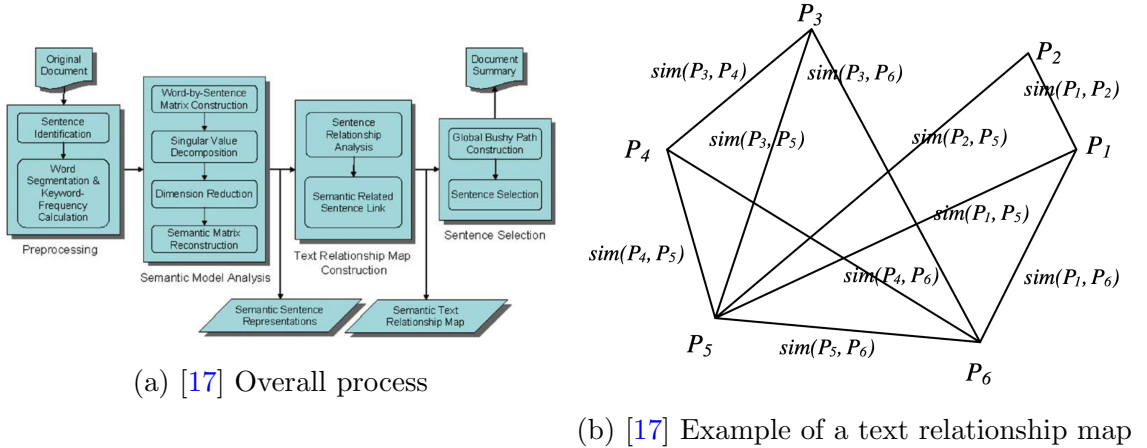 Original
Document
Sentence
Identification
Word
Segmentation &
Keyword-
Frequency
Calculation
Preprocessing
Word-by-Sentence
Matrix Construction
Singular Value
Decomposition
Dimension Reduction
Semantic Matrix
Reconstruction
Semantic Model Analysis
Sentence
Relationship
Analysis
Semantic Related
Sentence Link
Text Relationship Map
Construction
Document
Summary
Global Bushy Path
Construction
Sentence Selection
Sentence Selection
Semantic Sentence
Representations
Semantic Text
Relationship Map
(a) [17] Overall process
P3
P2
sim(P3, P4)
sim(P3, P6)
sim(P1, P2)
P4
sim(P3, P5)
sim(P2, P5)
P1
sim(P1, P5)
sim(P4, P5)
sim(P4, P6)
sim(P1, P6)
P5
sim(P5, P6)
P6
(b) [17] Example of a text relationship map